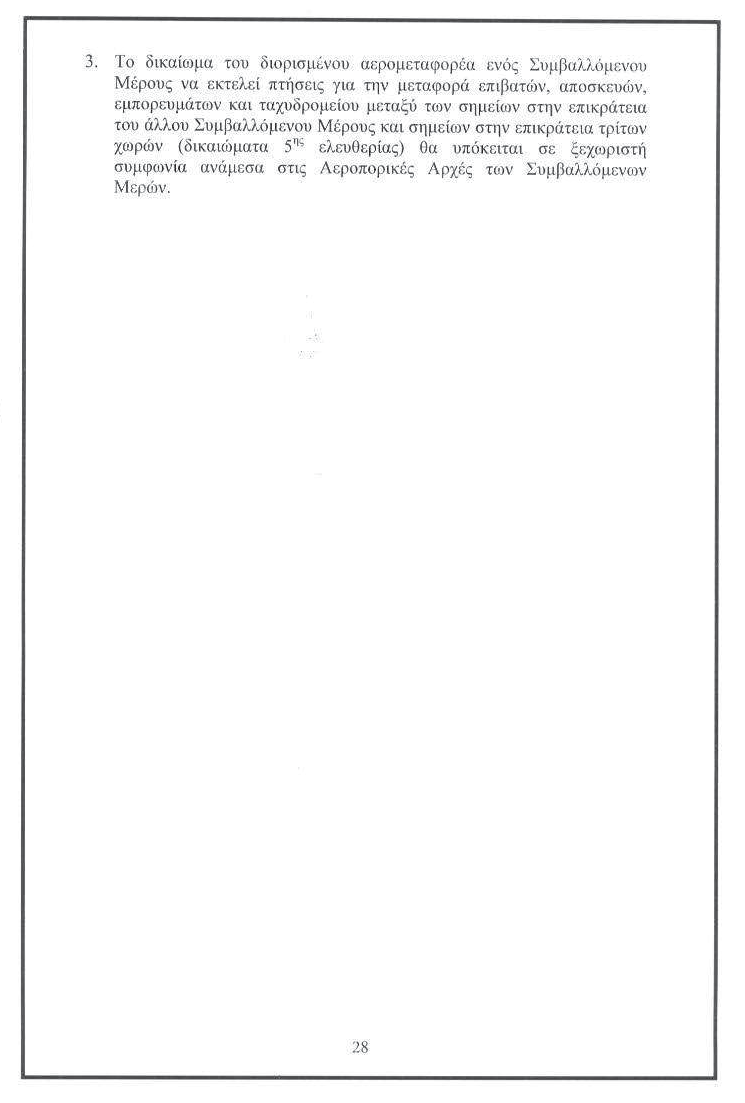 3. Το δικαίωμα του διορισμένου αερομεταφορέα ενός Συμβαλλόμενου
Μέρους να εκτελεί πτήσεις για την μεταφορά επιβατών, αποσκευών,
εμπορευμάτων και ταχυδρομείου μεταξύ των σημείων στην επικράτεια
του άλλου Συμβαλλόμενου Μέρους και σημείων στην επικράτεια τρίτων
χωρών (δικαιώματα 5ης ελευθερίας) θα υπόκειται σε ξεχωριστή
συμφωνία ανάμεσα στις Αεροπορικές Αρχές των Συμβαλλόμενων
Μερών.
28